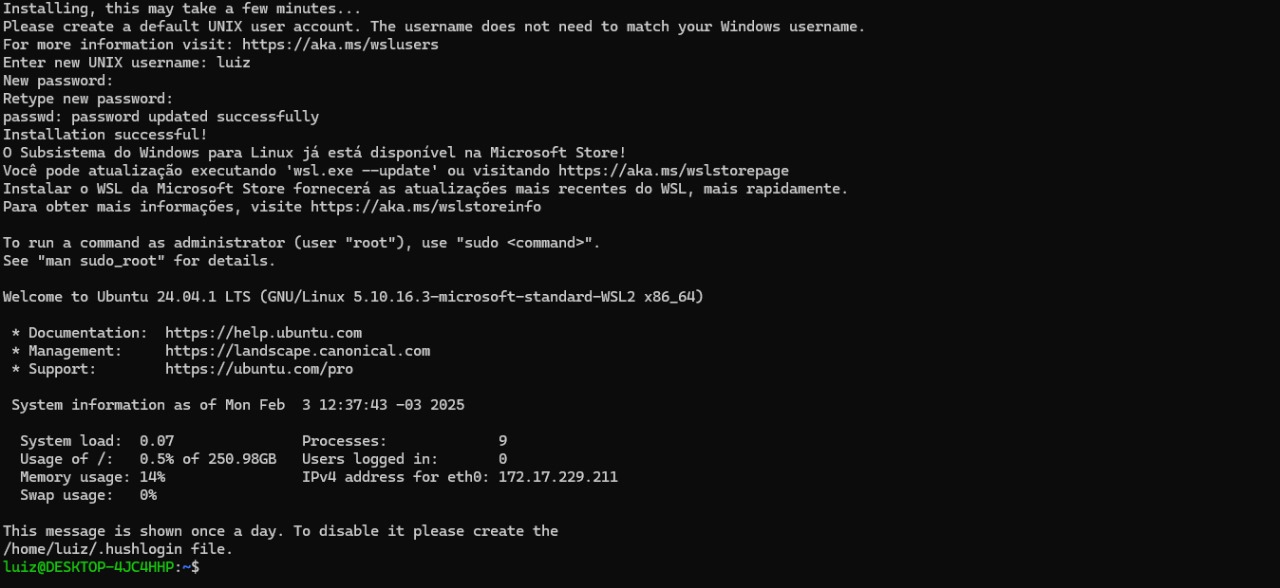 Installing, this may take a few minutes...
Please create a default UNIX user account. The username does not need to match your Windows username.
For more information visit: https://aka.ms/wslusers
Enter new UNIX username: luiz
New password:
Retype new password:
passwd: password updated successfully
Installation successful!
O Subsistema do Windows para Linux já está disponível na Microsoft Store!
Você pode atualização executando 'wsl.exe --update' ou visitando https://aka.ms/wslstorepage
Instalar o WSL da Microsoft Store fornecerá as atualizações mais recentes do WSL, mais rapidamente.
Para obter mais informações, visite https://aka.ms/wslstoreinfo

To run a command as administrator (user "root"), use "sudo <command>".
See "man sudo_root" for details.

Welcome to Ubuntu 24.04.1 LTS (GNU/Linux 5.10.16.3-microsoft-standard-WSL2 x86_64)

 * Documentation:  https://help.ubuntu.com
 * Management:     https://landscape.canonical.com
 * Support:        https://ubuntu.com/pro

 System information as of Mon Feb  3 12:37:43 -03 2025

  System load:  0.07               Processes:             9
  Usage of /:   0.5% of 250.98GB   Users logged in:       0
  Memory usage: 14%                IPv4 address for eth0: 172.17.229.211
  Swap usage:   0%

This message is shown once a day. To disable it please create the
/home/luiz/.hushlogin file.
luiz@DESKTOP-4JC4HHP:~$